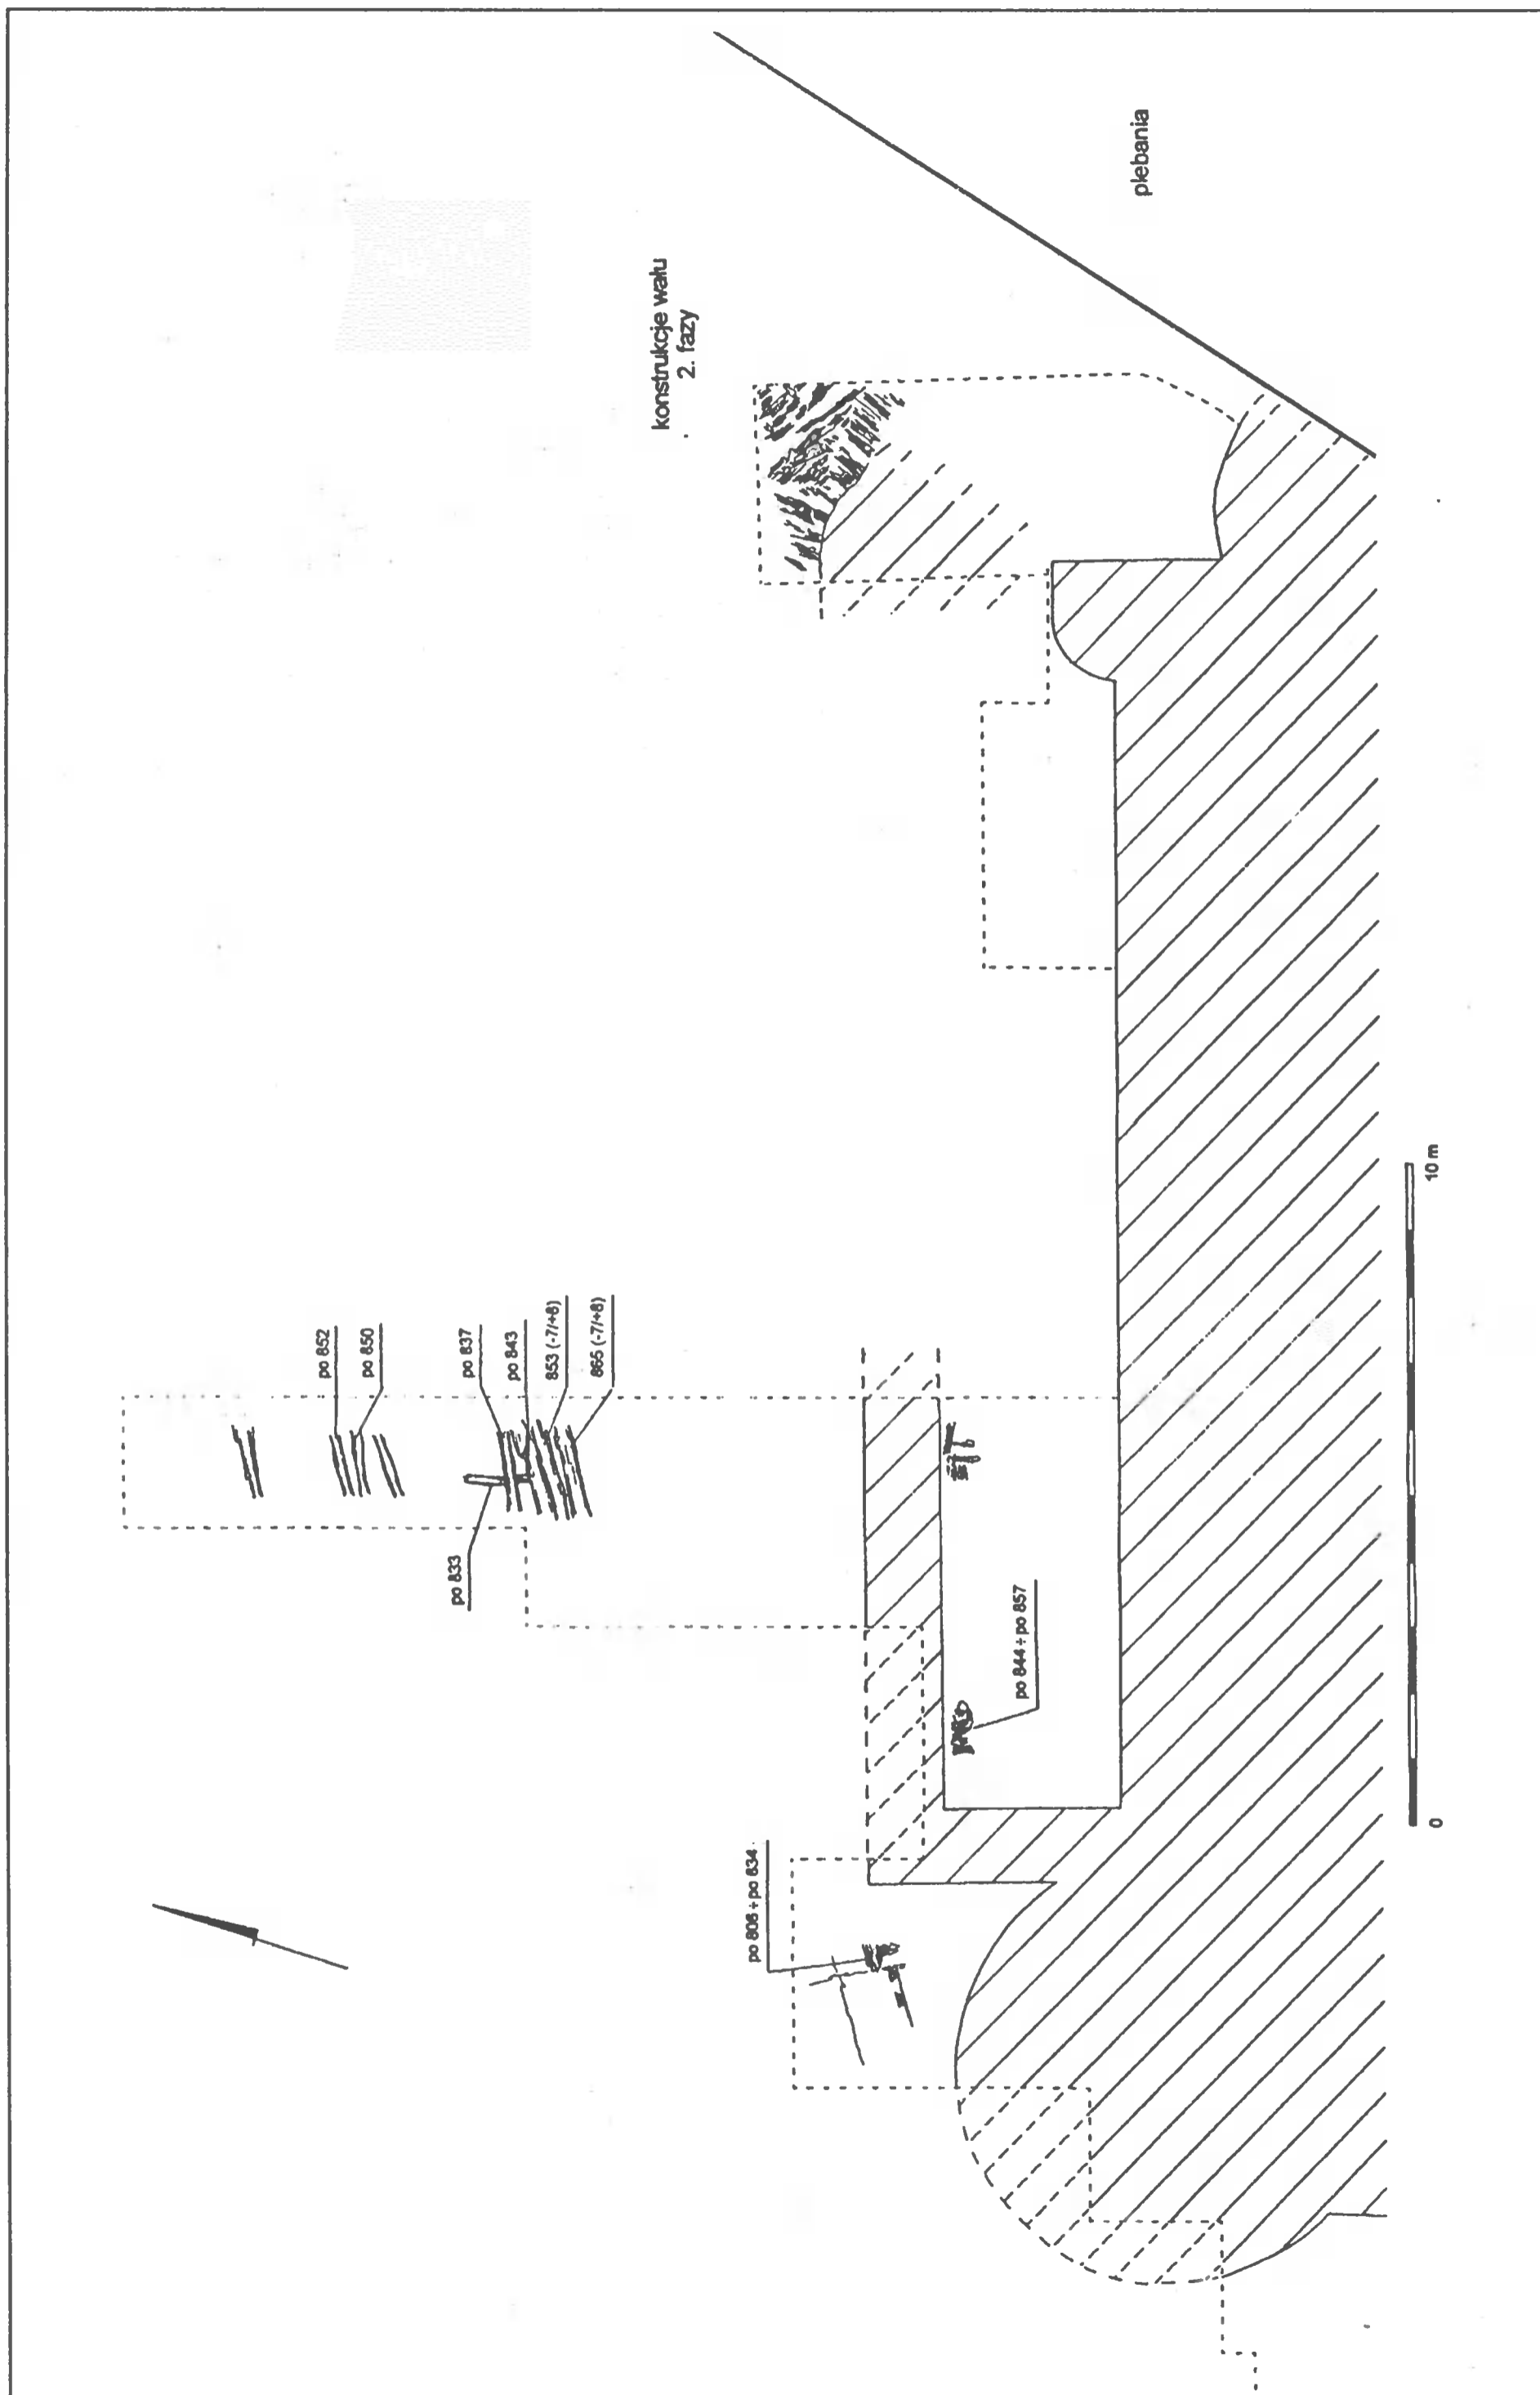 plebania
konstrukcje wału
2. fazy
po 852
po 850
po 837
po 843
853 (-7/+8)
865 (-7/+8)
po 833
po 844÷po 857
po 808÷po 834
0
10 m